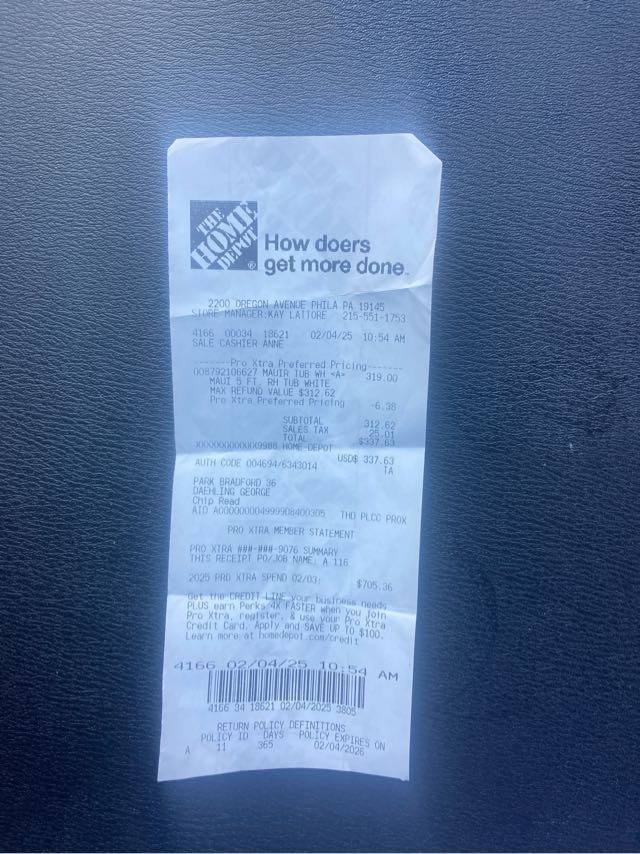 THE
HOME
DEPOT
®
How doers
get more done™
2200 OREGON AVENUE PHILA PA 19145
STORE MANAGER:KAY LATTORE 215-551-1753
4166 00034 18621 02/04/25 10:54 AM
SALE CASHIER ANNE
-------Pro Xtra Preferred Pricing-------
008792106627 MAUIR TUB WH <A> 319.00
MAUI 5 FT. RH TUB WHITE
MAX REFUND VALUE $312.62
Pro Xtra Preferred Pricing -6.38
SUBTOTAL 312.62
SALES TAX 25.01
TOTAL $337.63
XXXXXXXXXXXX9988 HOME DEPOT
USD$ 337.63
AUTH CODE 004694/6343014 TA
PARK BRADFORD 36
DAEHLING GEORGE
Chip Read
AID A0000000049999D8400305 THD PLCC PROX
PRO XTRA MEMBER STATEMENT
PRO XTRA ###-###-9076 SUMMARY
THIS RECEIPT PO/JOB NAME: A 116
2025 PRO XTRA SPEND 02/03: $705.36
Get the CREDIT LINE your business needs
PLUS earn Perks 4X FASTER when you join
Pro Xtra, register, & use your Pro Xtra
Credit Card. Apply and SAVE UP TO $100.
Learn more at homedepot.com/credit
4166 02/04/25 10:54 AM
4166 34 18621 02/04/2025 3805
RETURN POLICY DEFINITIONS
POLICY ID DAYS POLICY EXPIRES ON
A 11 365 02/04/2026